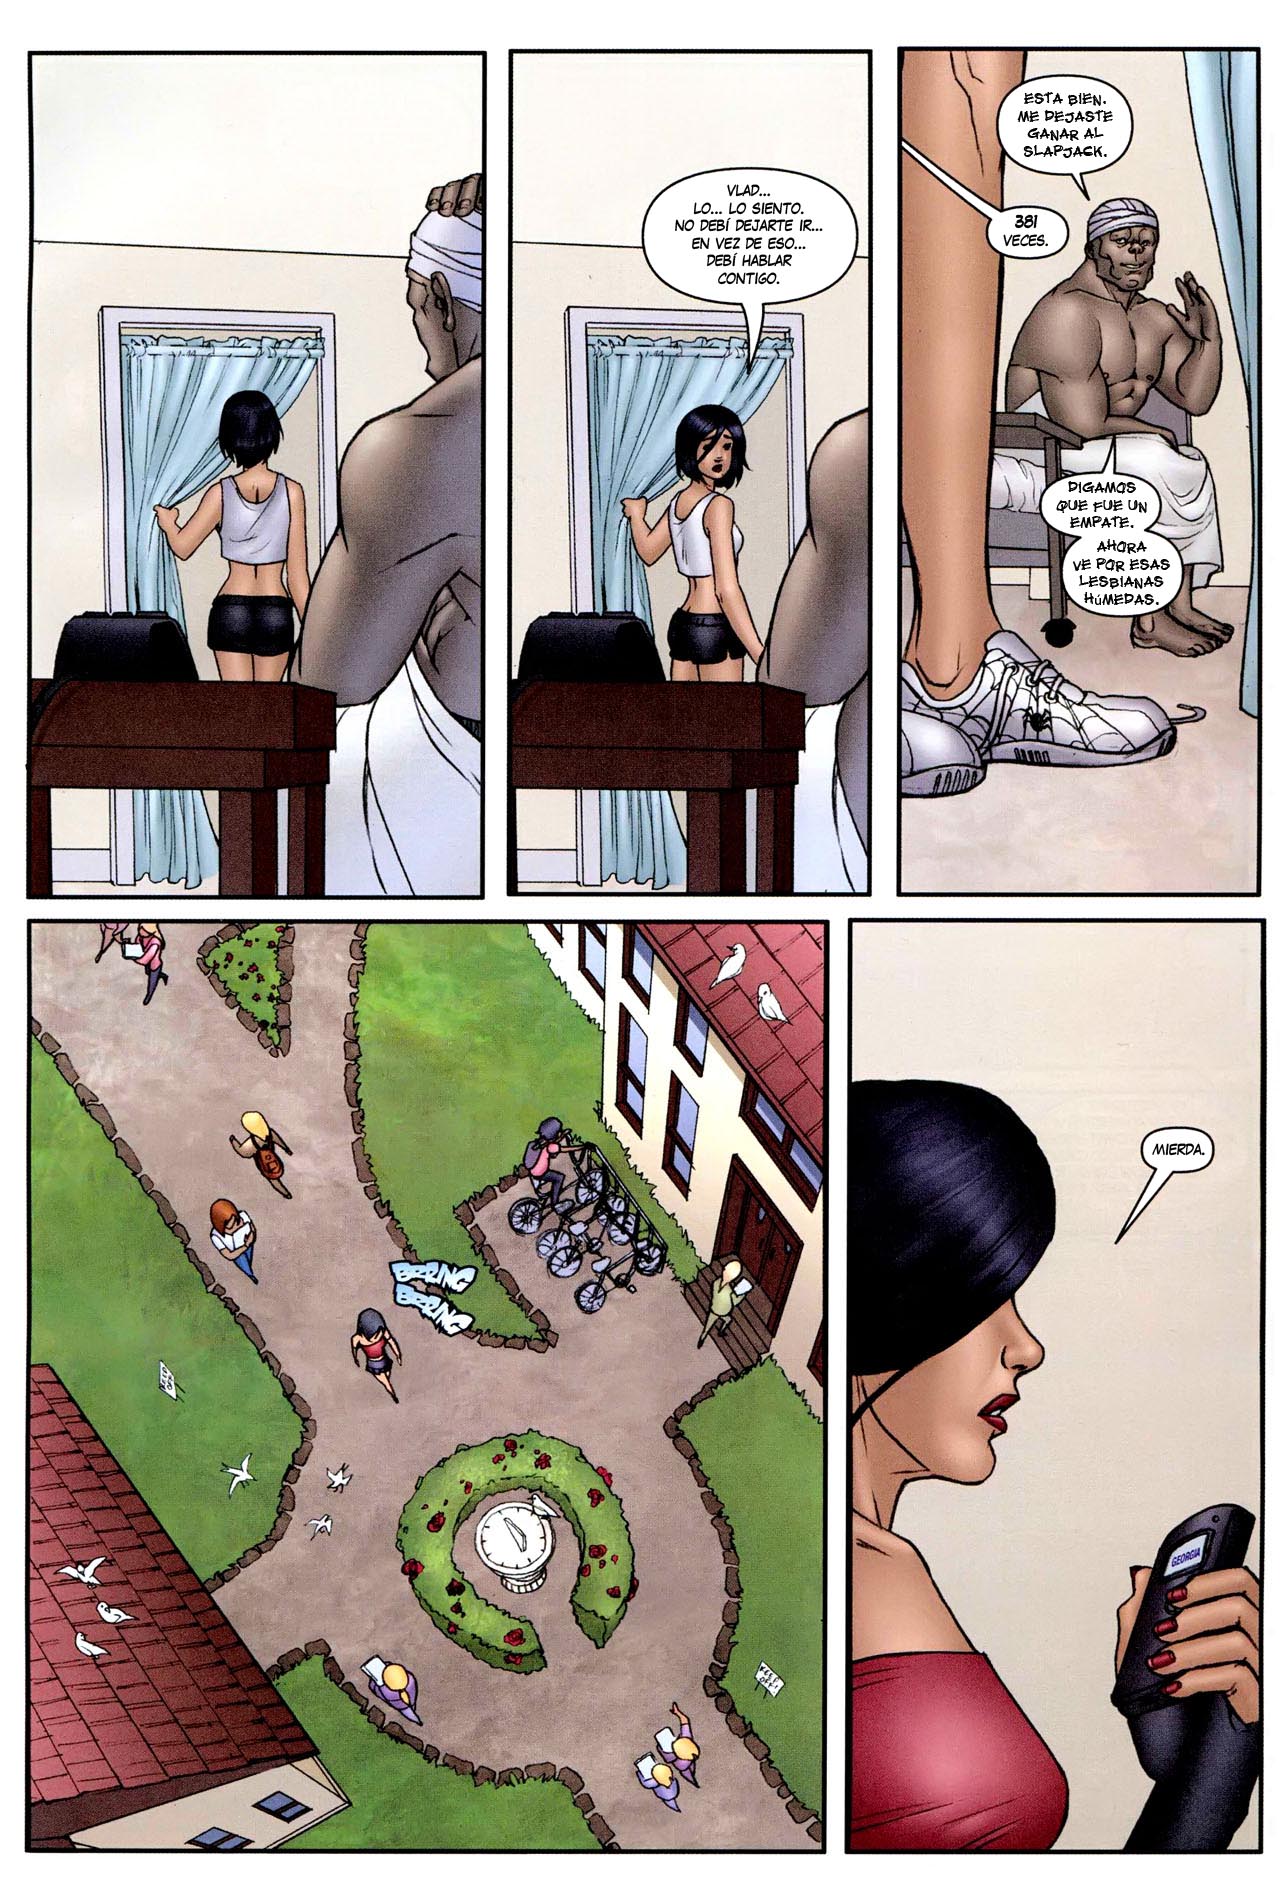 VLAD...
LO... LO SIENTO.
NO DEBÍ DEJARTE IR...
EN VEZ DE ESO...
DEBÍ HABLAR
CONTIGO.
ESTA BIEN.
ME DEJASTE
GANAR AL
SLAPJACK.
381
VECES.
DIGAMOS
QUE FUE UN
EMPATE.
AHORA
VE POR ESAS
LESBIANAS
HúMEDAS.
BRRING
BRRING
KEEP
OFF!
MIERDA.
GEORGIA